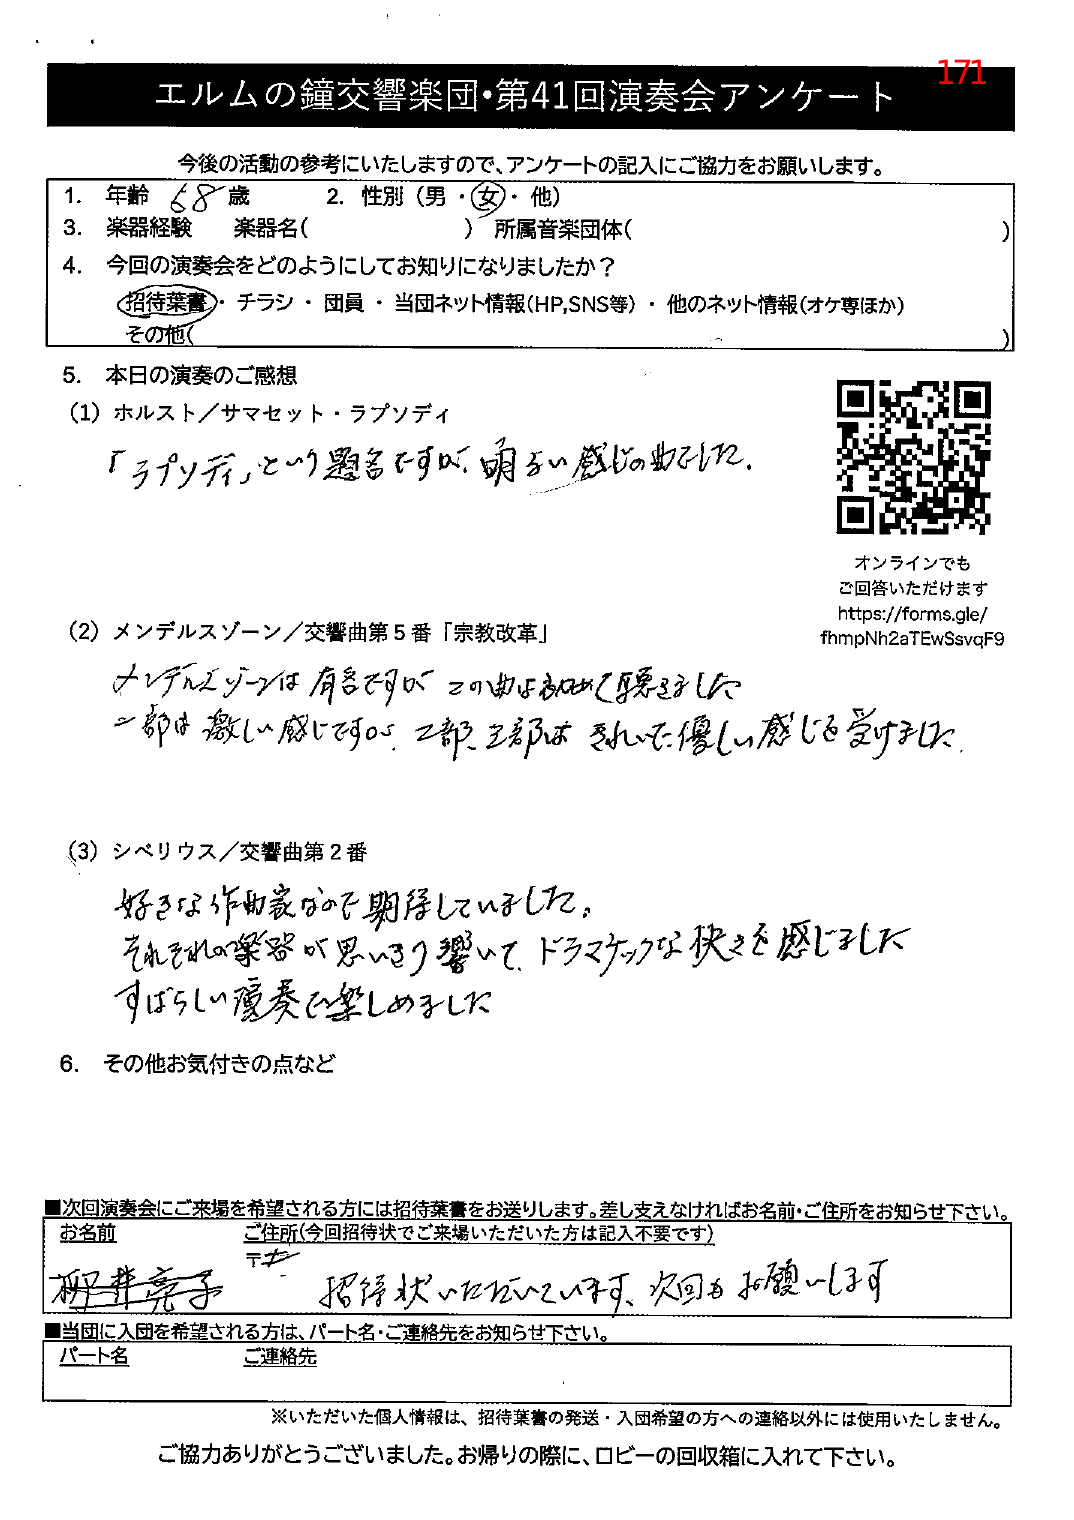 171
エルムの鐘交響楽団・第41回演奏会アンケート
今後の活動の参考にいたしますので、アンケートの記入にご協力をお願いします。
1. 年齢 68 歳 2. 性別 (男 ・ 女 ・ 他)
3. 楽器経験 楽器名( ) 所属音楽団体( )
4. 今回の演奏会をどのようにしてお知りになりましたか？
招待葉書 ・ チラシ ・ 団員 ・ 当団ネット情報(HP,SNS等) ・ 他のネット情報(オケ専ほか)
その他( )
5. 本日の演奏のご感想
(1) ホルスト／サマセット・ラプソディ
「ラプソディ」という題名ですが、明るい感じの曲でした。
オンラインでも
ご回答いただけます
https://forms.gle/
fhmpNh2aTEwSsvqF9
(2) メンデルスゾーン／交響曲第５番「宗教改革」
メンデルスゾーンは有名ですが この曲は初めて聴きました
一部は激しい感じですが、二部、三部は きれいで優しい感じを受けました。
(3) シベリウス／交響曲第２番
好きな作曲家なので期待していました。
それぞれの楽器が思いきり響いて、ドラマチックな快さを感じました
すばらしい演奏で楽しめました
6. その他お気付きの点など
■次回演奏会にご来場を希望される方には招待葉書をお送りします。差し支えなければお名前・ご住所をお知らせ下さい。
お名前 ご住所(今回招待状でご来場いただいた方は記入不要です)
〒
柳井亮子 招待状いただいています、次回もお願いします
■当団に入団を希望される方は、パート名・ご連絡先をお知らせ下さい。
パート名 ご連絡先
※いただいた個人情報は、招待葉書の発送・入団希望の方への連絡以外には使用いたしません。
ご協力ありがとうございました。お帰りの際に、ロビーの回収箱に入れて下さい。